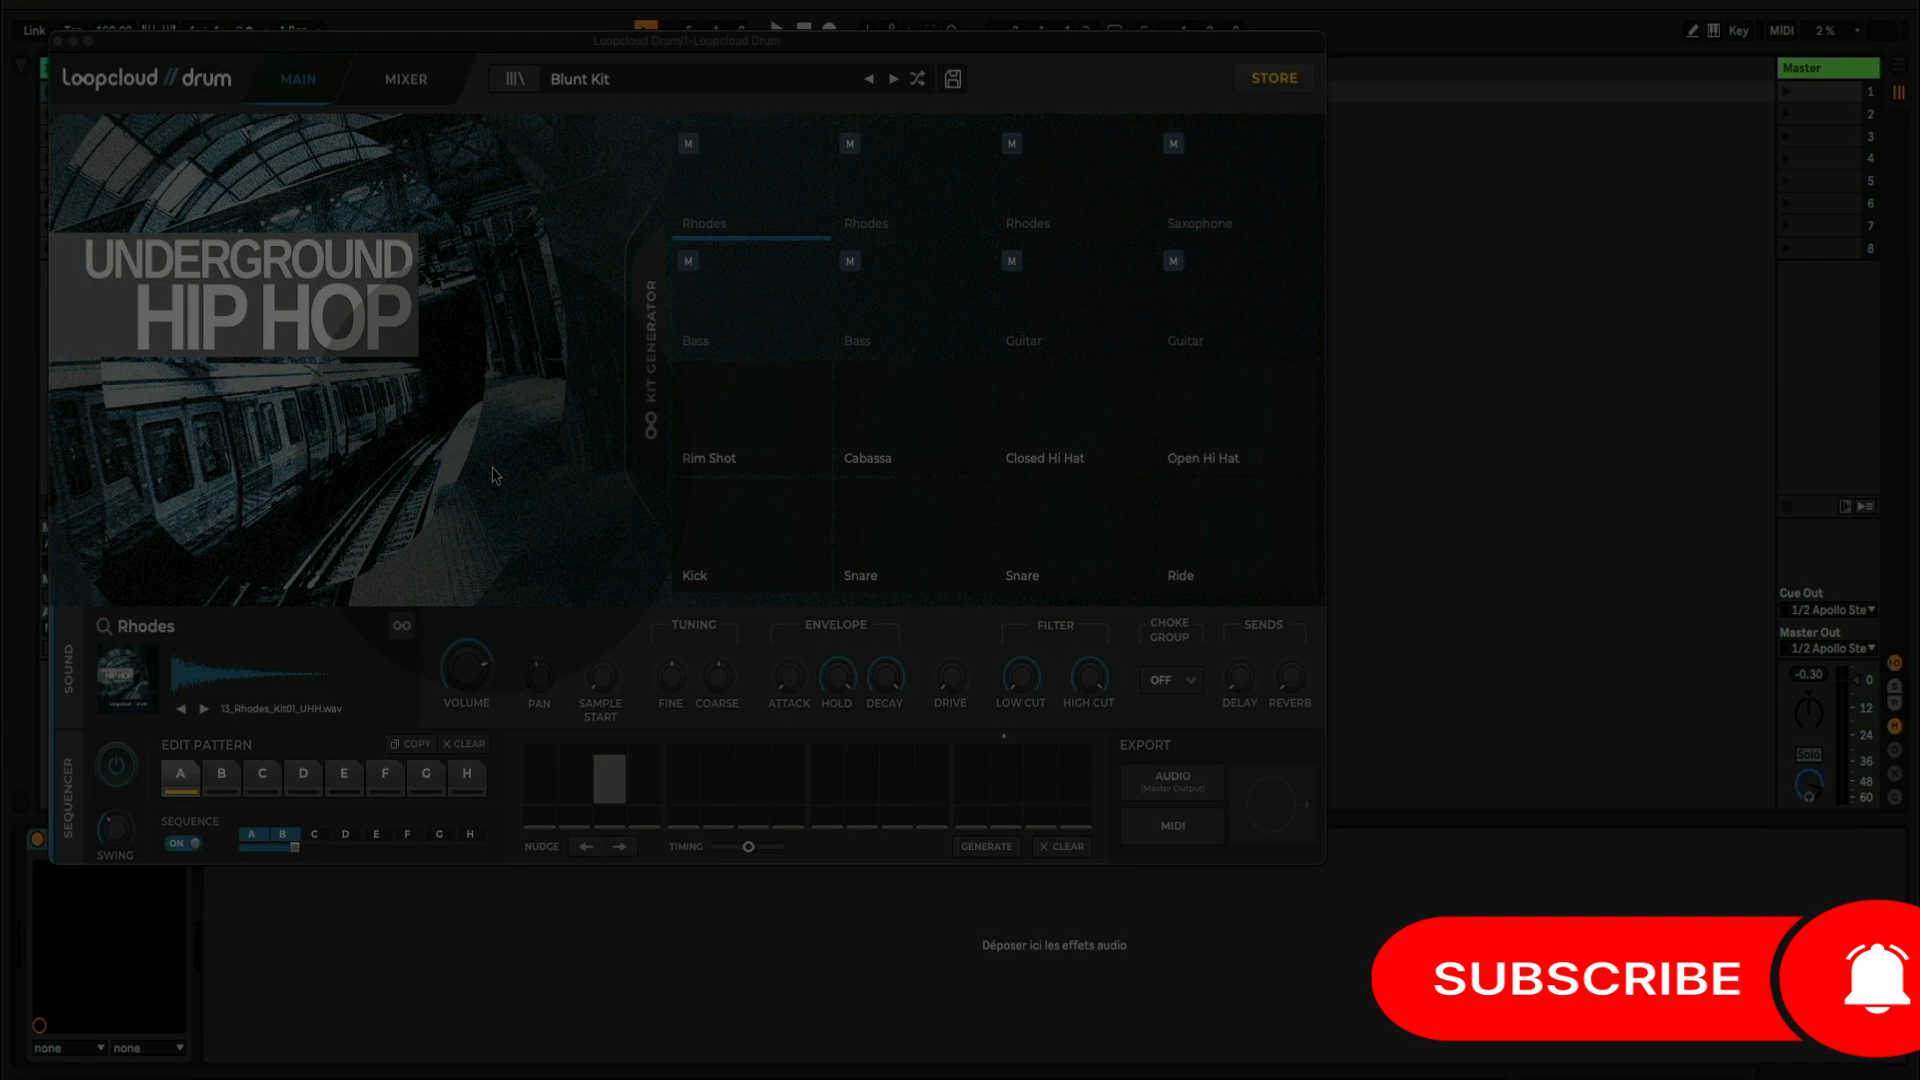 Link
Key
MIDI
2 %
Loopcloud Drum/1-Loopcloud Drum
Loopcloud // drum
MAIN
MIXER
Blunt Kit
STORE
Master
1
2
3
4
5
6
7
8
M
M
M
M
Rhodes
Rhodes
Rhodes
Saxophone
M
M
M
M
Bass
Bass
Guitar
Guitar
UNDERGROUND
HIP HOP
KIT GENERATOR
Rim Shot
Cabassa
Closed Hi Hat
Open Hi Hat
Kick
Snare
Snare
Ride
Cue Out
1/2 Apollo Ste
Master Out
1/2 Apollo Ste
-0.30
0
12
24
36
48
60
Solo
S
R
SOUND
Rhodes
HIP HOP
13_Rhodes_Kit01_UHH.wav
VOLUME
PAN
SAMPLE
START
TUNING
FINE
COARSE
ENVELOPE
ATTACK
HOLD
DECAY
DRIVE
FILTER
LOW CUT
HIGH CUT
CHOKE
GROUP
OFF
SENDS
DELAY
REVERB
SEQUENCER
EDIT PATTERN
COPY
X CLEAR
A B C D E F G H
SEQUENCE
ON
A B C D E F G H
SWING
NUDGE
TIMING
GENERATE
X CLEAR
EXPORT
AUDIO
(Master Output)
MIDI
Déposer ici les effets audio
none
none
SUBSCRIBE